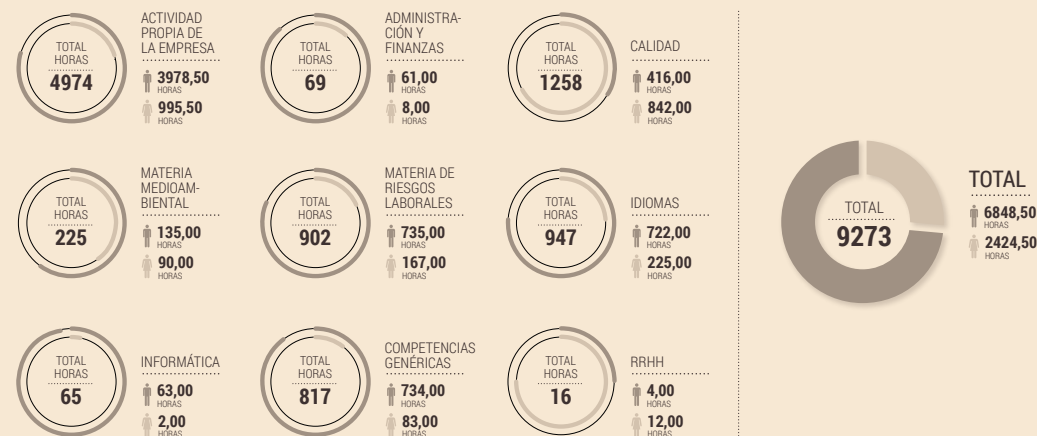 TOTAL
HORAS
4974
ACTIVIDAD
PROPIA DE
LA EMPRESA
3978,50
HORAS
995,50
HORAS
TOTAL
HORAS
69
ADMINISTRA-
CIÓN Y
FINANZAS
61,00
HORAS
8,00
HORAS
TOTAL
HORAS
1258
CALIDAD
416,00
HORAS
842,00
HORAS
TOTAL
HORAS
225
MATERIA
MEDIOAM-
BIENTAL
135,00
HORAS
90,00
HORAS
TOTAL
HORAS
902
MATERIA DE
RIESGOS
LABORALES
735,00
HORAS
167,00
HORAS
TOTAL
HORAS
947
IDIOMAS
722,00
HORAS
225,00
HORAS
TOTAL
HORAS
65
INFORMÁTICA
63,00
HORAS
2,00
HORAS
TOTAL
HORAS
817
COMPETENCIAS
GENÉRICAS
734,00
HORAS
83,00
HORAS
TOTAL
HORAS
16
RRHH
4,00
HORAS
12,00
HORAS
TOTAL
9273
TOTAL
6848,50
HORAS
2424,50
HORAS